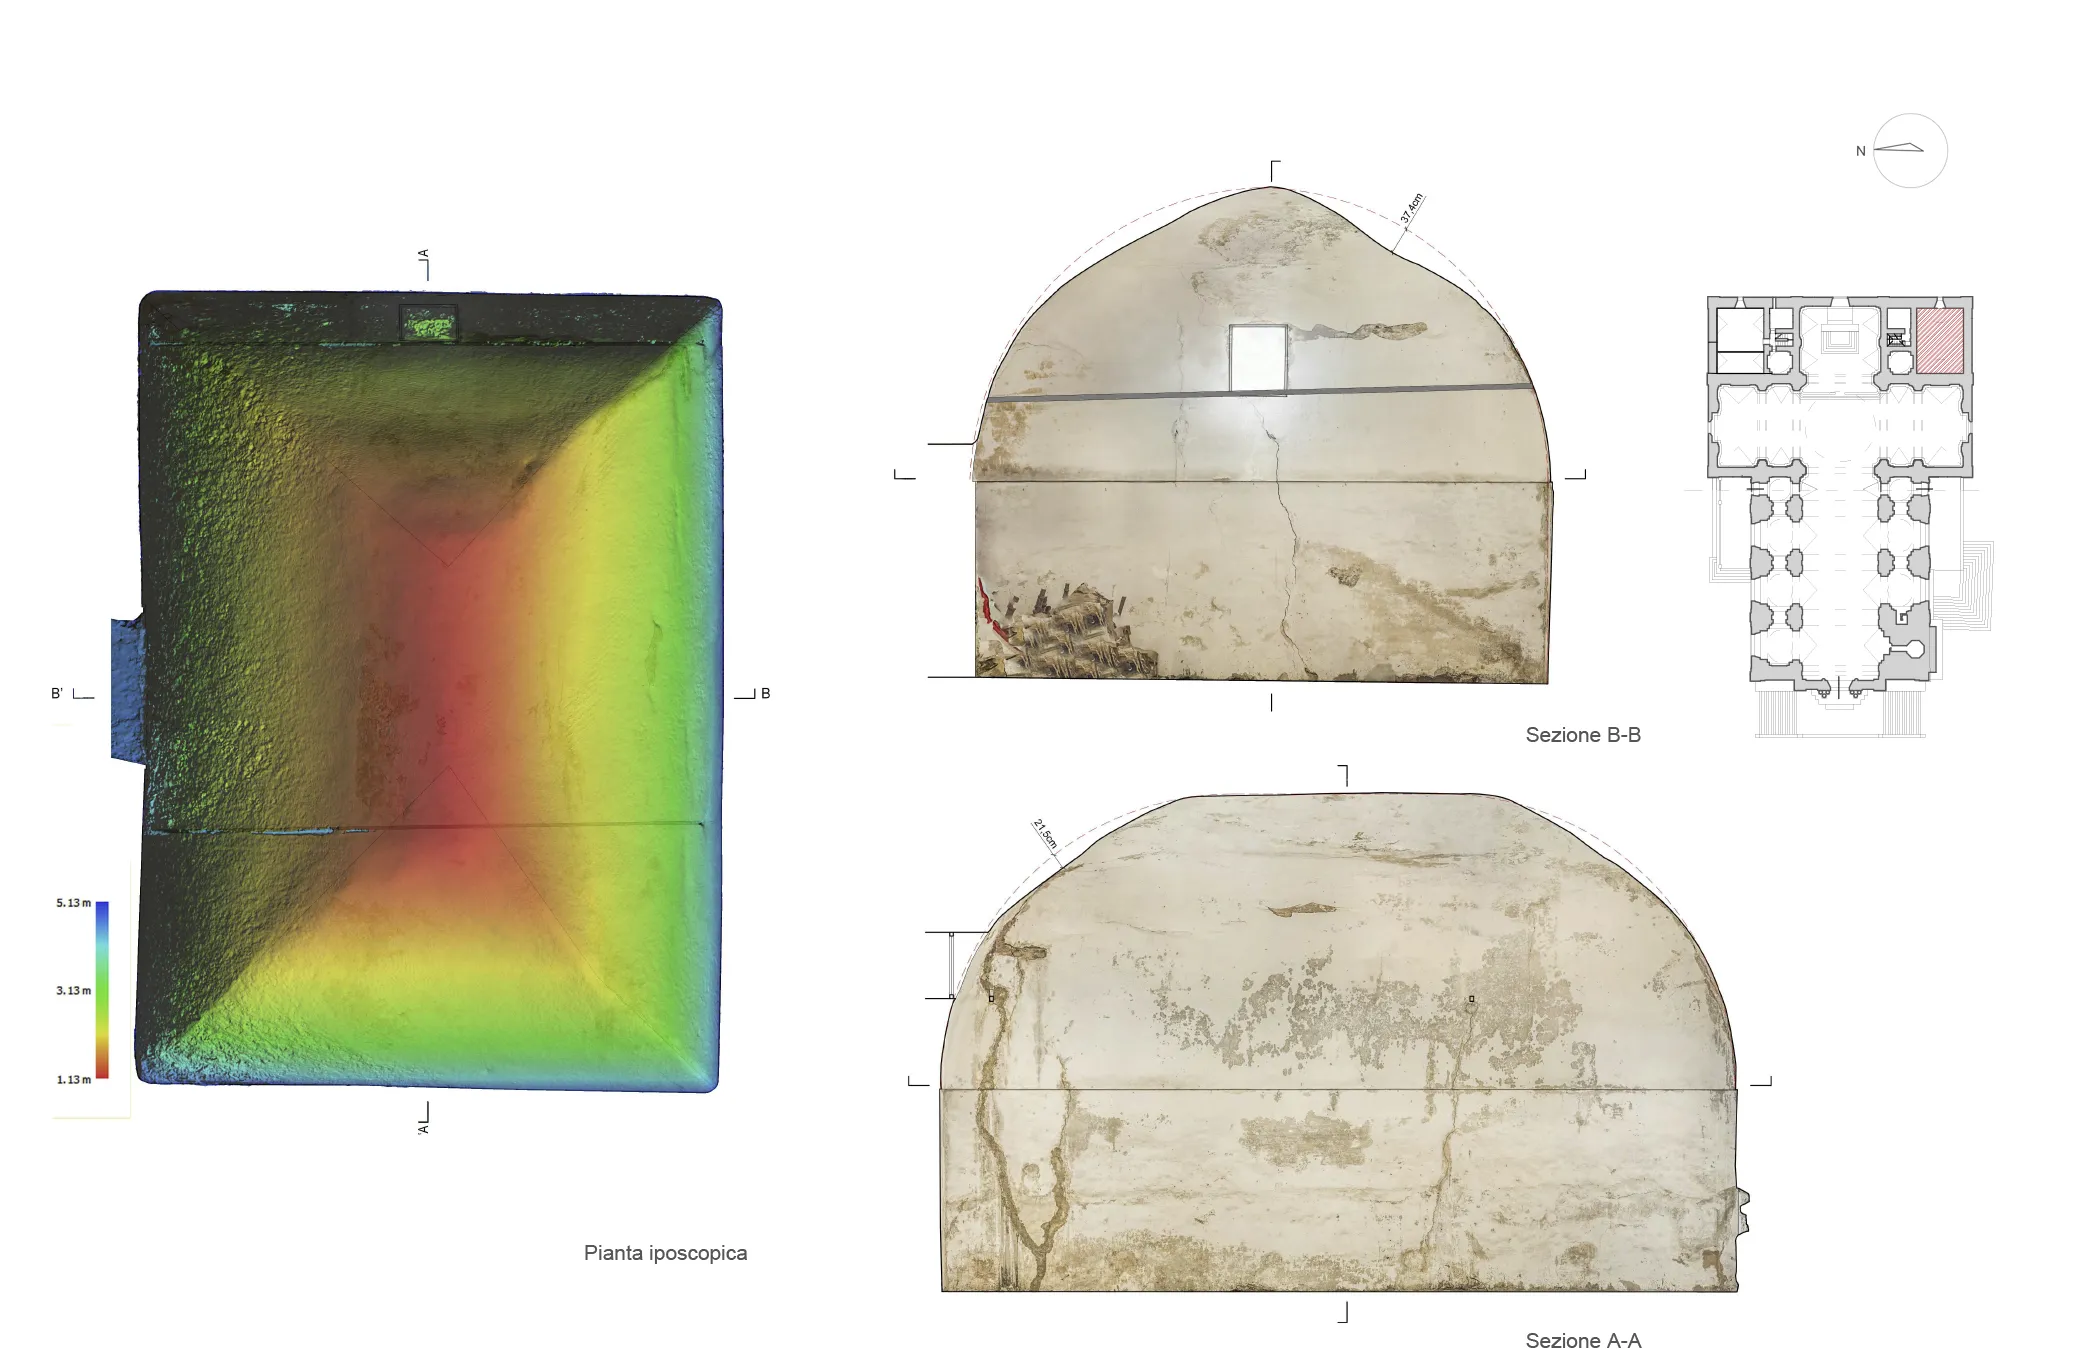 A
B'
B
A'
5.13 m
3.13 m
1.13 m
Pianta iposcopica
37,4cm
Sezione B-B
21,5cm
Sezione A-A
N